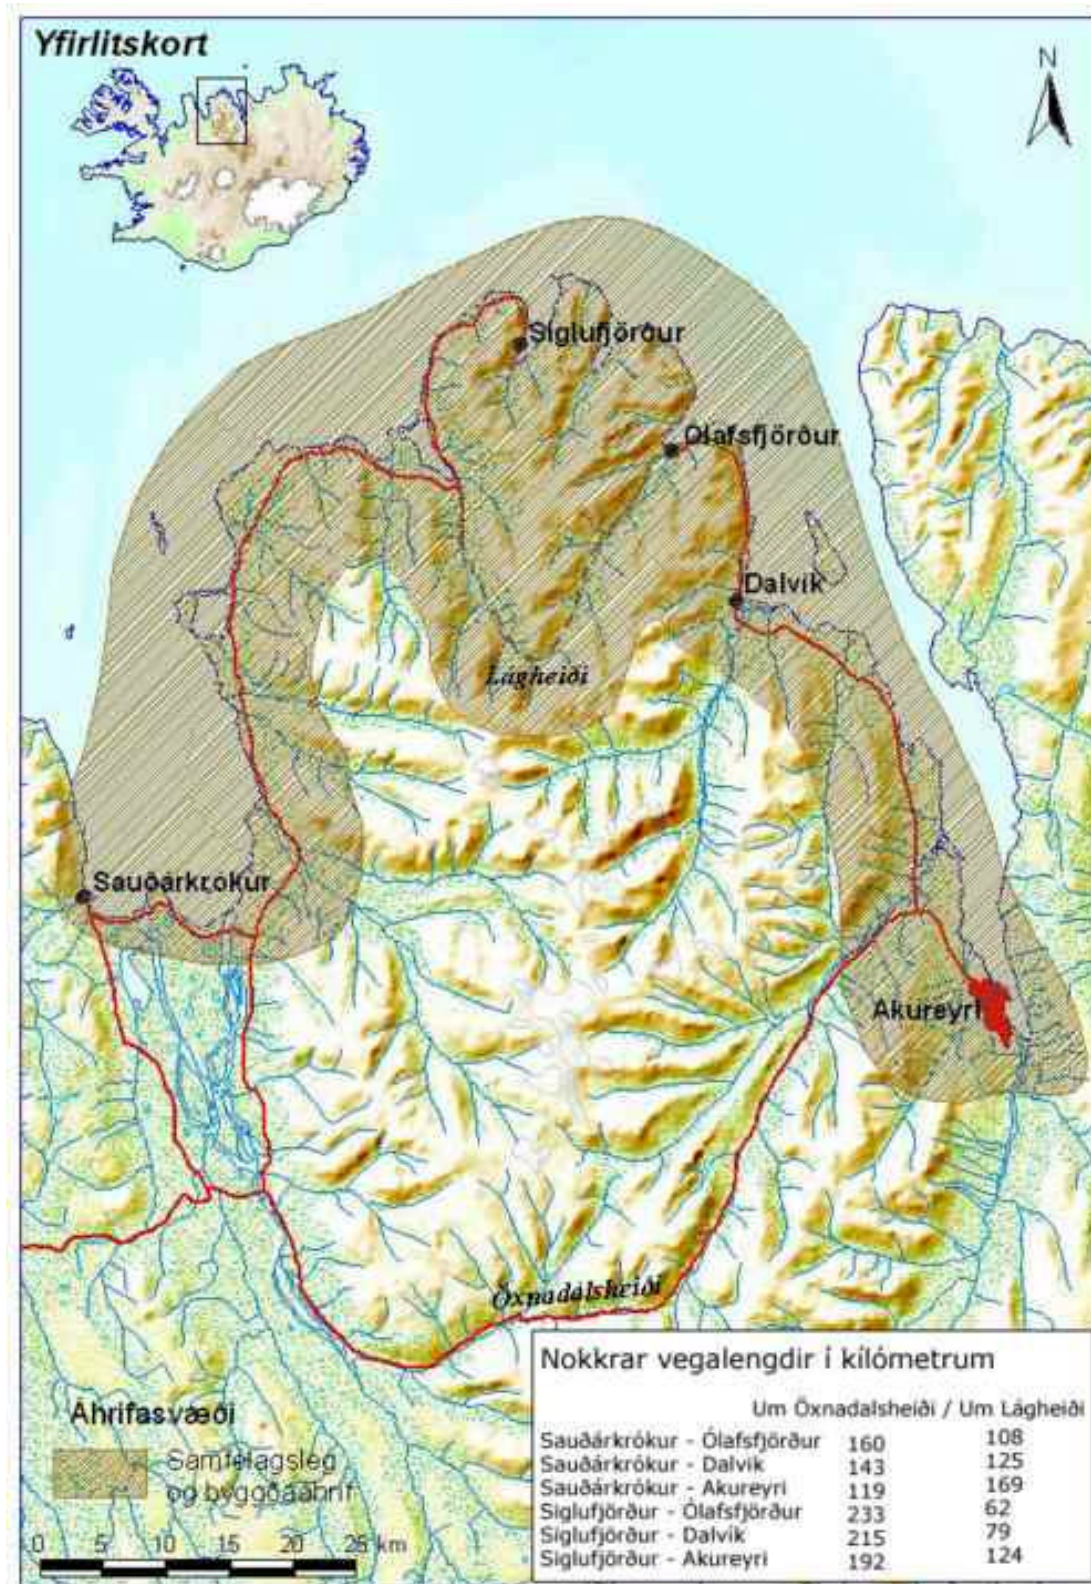 Yfirlitskort
N
Siglufjörður
Ólafsfjörður
Dalvík
Lágheiði
Sauðárkrókur
Akureyri
Öxnadalsheiði
Nokkrar vegalengdir í kílómetrum
Um Öxnadalsheiði / Um Lágheiði
Sauðárkrókur - Ólafsfjörður 160 108
Sauðárkrókur - Dalvík 143 125
Sauðárkrókur - Akureyri 119 169
Siglufjörður - Ólafsfjörður 233 62
Siglufjörður - Dalvík 215 79
Siglufjörður - Akureyri 192 124
Áhrifasvæði
Samfélagsleg
og byggðaáhrif
0 5 10 15 20 25 km